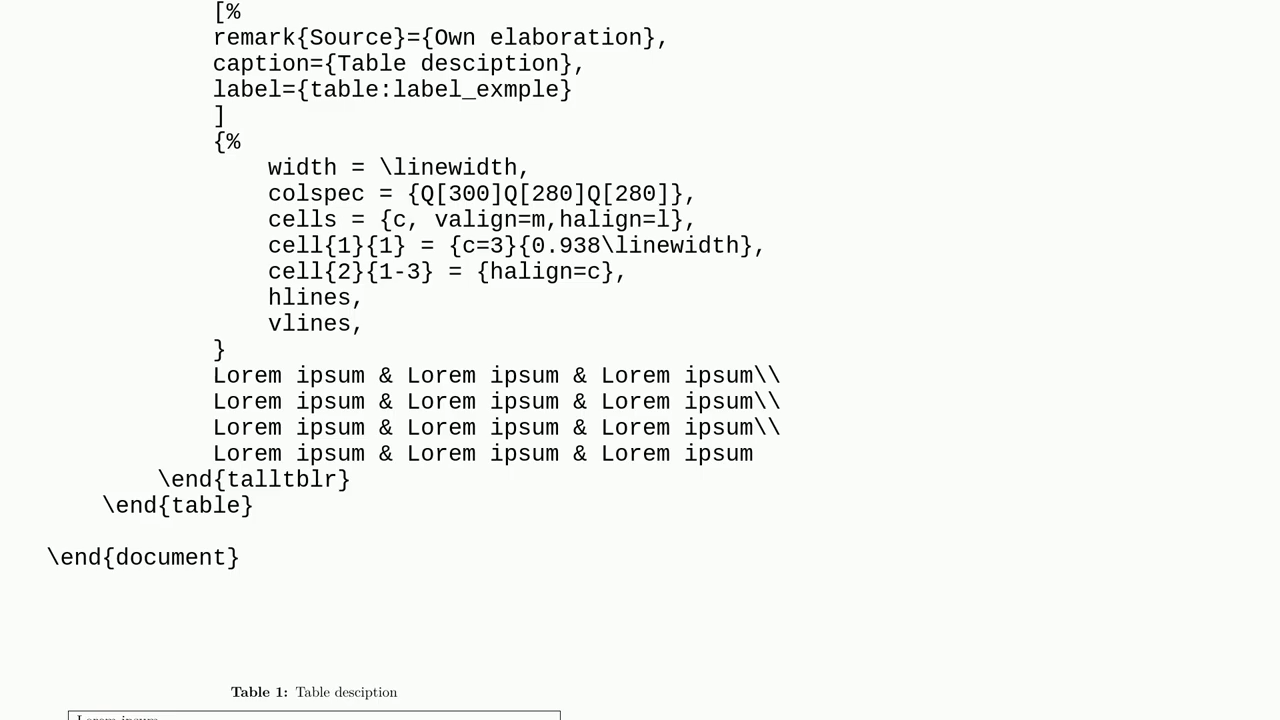 [%
remark{Source}={Own elaboration},
caption={Table desciption},
label={table:label_exmple}
]
{%
width = \linewidth,
colspec = {Q[300]Q[280]Q[280]},
cells = {c, valign=m,halign=l},
cell{1}{1} = {c=3}{0.938\linewidth},
cell{2}{1-3} = {halign=c},
hlines,
vlines,
}
Lorem ipsum & Lorem ipsum & Lorem ipsum\\
Lorem ipsum & Lorem ipsum & Lorem ipsum\\
Lorem ipsum & Lorem ipsum & Lorem ipsum\\
Lorem ipsum & Lorem ipsum & Lorem ipsum
\end{talltblr}
\end{table}
\end{document}
Table 1: Table desciption
Lorem ipsum